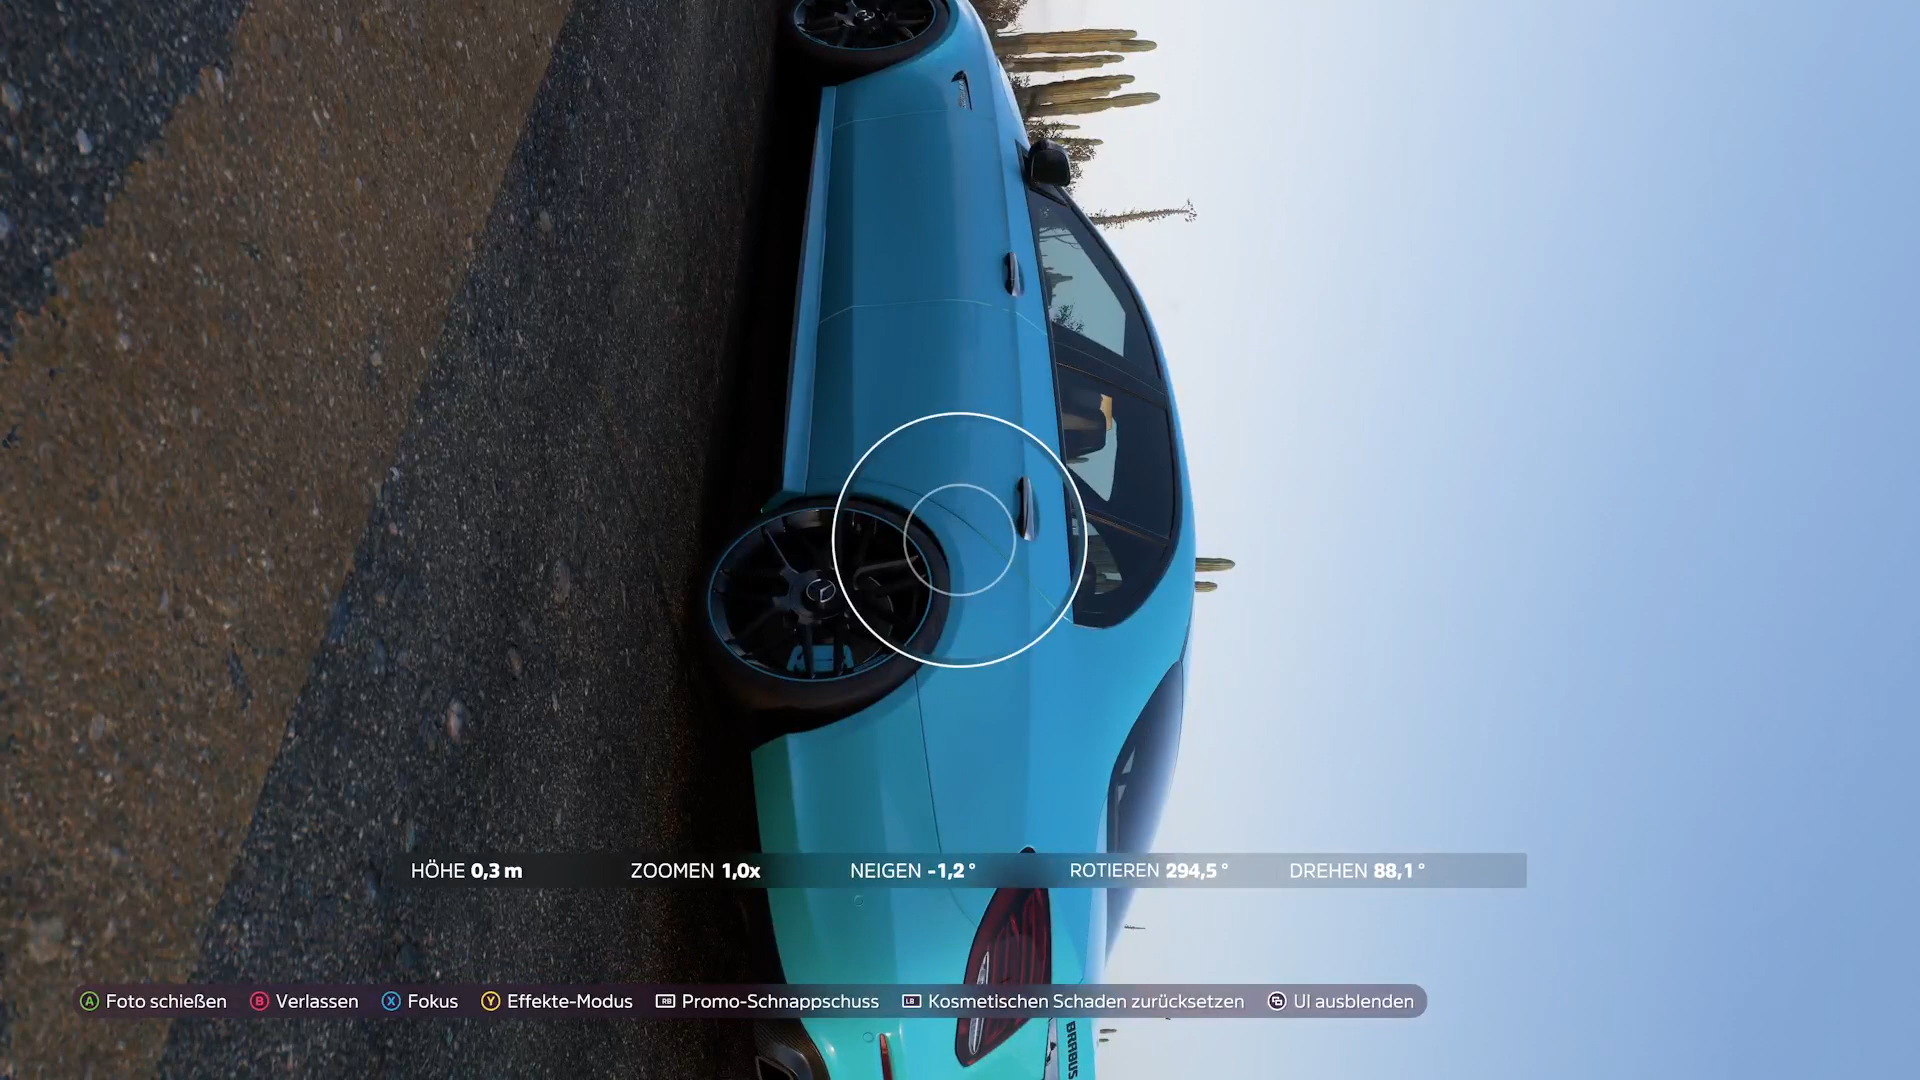 HÖHE 0,3 m ZOOMEN 1,0x NEIGEN -1,2 ° ROTIEREN 294,5 ° DREHEN 88,1 °
A Foto schießen B Verlassen X Fokus Y Effekte-Modus RB Promo-Schnappschuss LB Kosmetischen Schaden zurücksetzen UI ausblenden
BRABUS